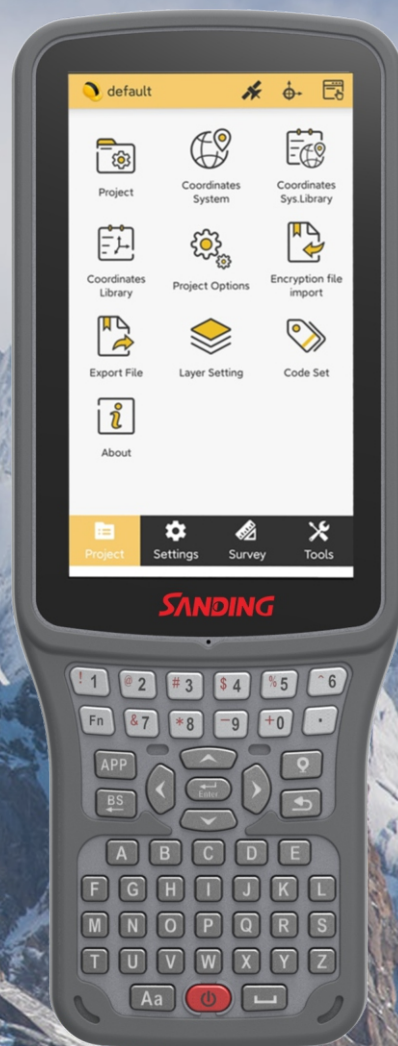 default
Project
Coordinates System
Coordinates Sys.Library
Coordinates Library
Project Options
Encryption file import
Export File
Layer Setting
Code Set
About
Project
Settings
Survey
Tools
SANDING
! 1 @ 2 # 3 $ 4 % 5 ^ 6
Fn & 7 * 8 - 9 + 0 .
APP
Enter
BS
A B C D E
F G H I J K L
M N O P Q R S
T U V W X Y Z
Aa